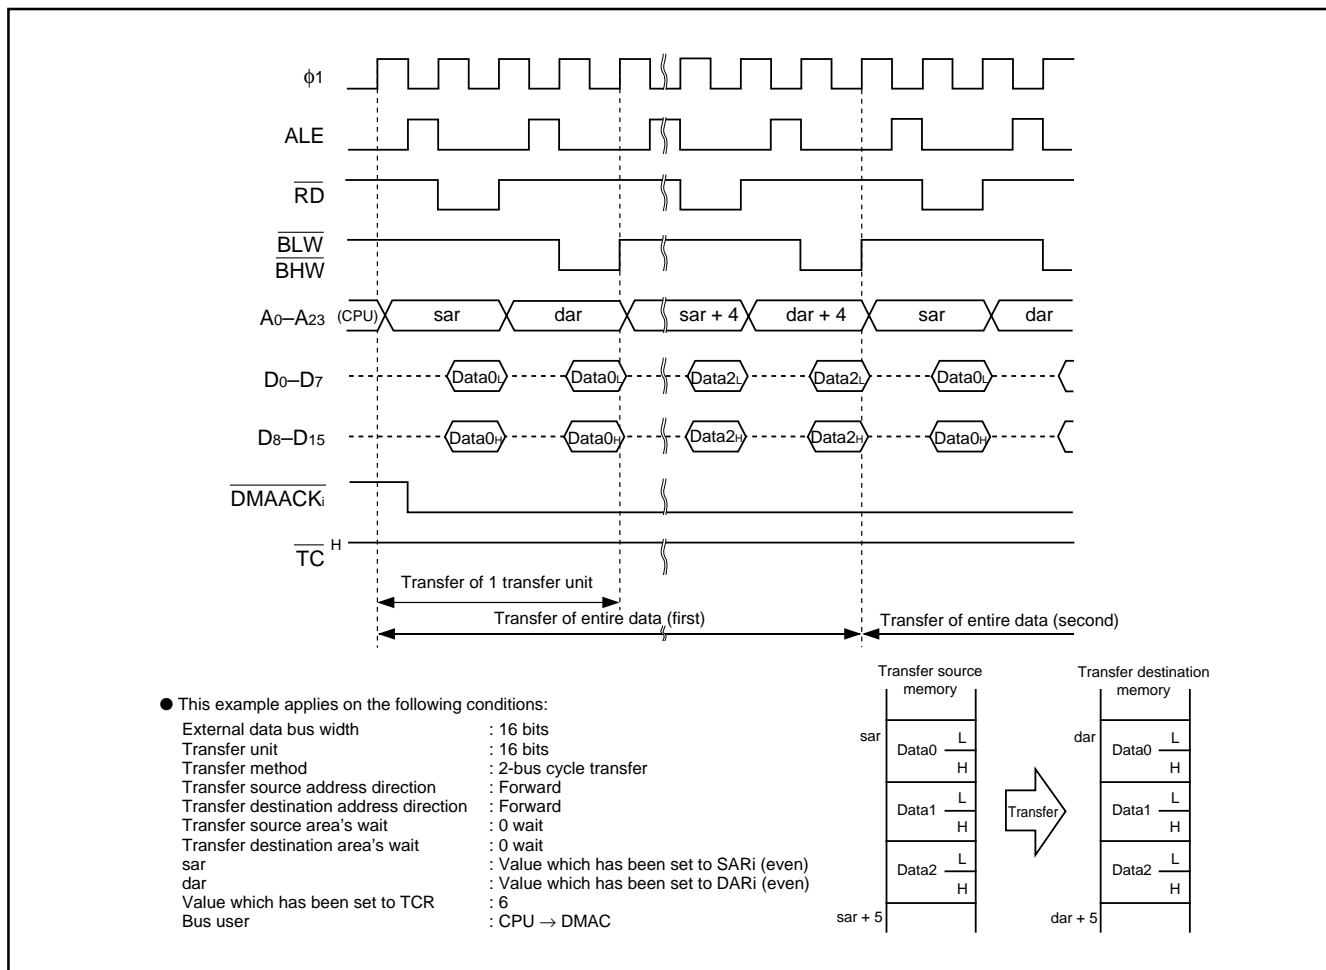 ϕ1
ALE
RD
BLW
BHW
A0–A23 (CPU) sar dar sar + 4 dar + 4 sar dar
D0–D7 Data0L Data0L Data2L Data2L Data0L
D8–D15 Data0H Data0H Data2H Data2H Data0H
DMAACKi
TC H
Transfer of 1 transfer unit
Transfer of entire data (first) Transfer of entire data (second)
● This example applies on the following conditions:
External data bus width : 16 bits
Transfer unit : 16 bits
Transfer method : 2-bus cycle transfer
Transfer source address direction : Forward
Transfer destination address direction : Forward
Transfer source area's wait : 0 wait
Transfer destination area's wait : 0 wait
sar : Value which has been set to SARi (even)
dar : Value which has been set to DARi (even)
Value which has been set to TCR : 6
Bus user : CPU → DMAC
Transfer source
memory
sar
Data0 L
H
Data1 L
H
Data2 L
H
sar + 5
Transfer
Transfer destination
memory
dar
Data0 L
H
Data1 L
H
Data2 L
H
dar + 5